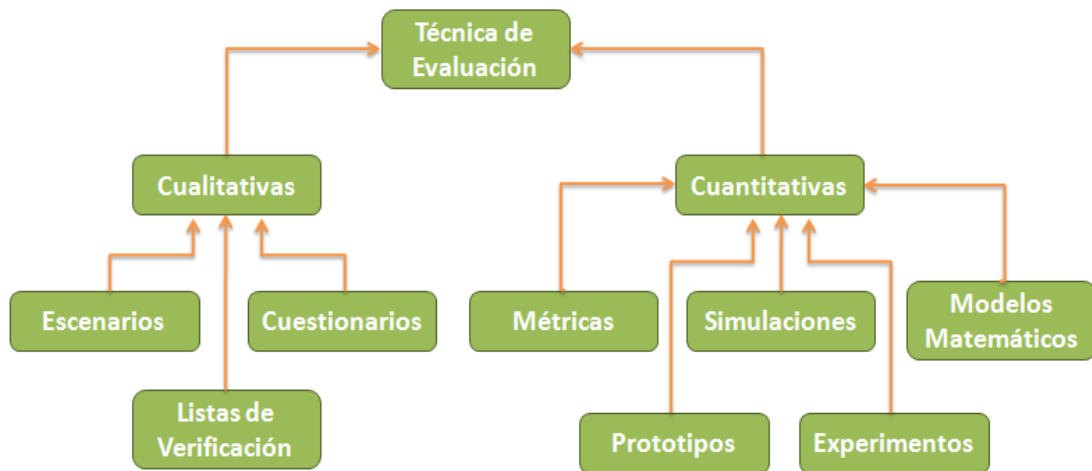 Técnica de
Evaluación
Cualitativas
Cuantitativas
Escenarios
Cuestionarios
Métricas
Simulaciones
Modelos
Matemáticos
Listas de
Verificación
Prototipos
Experimentos